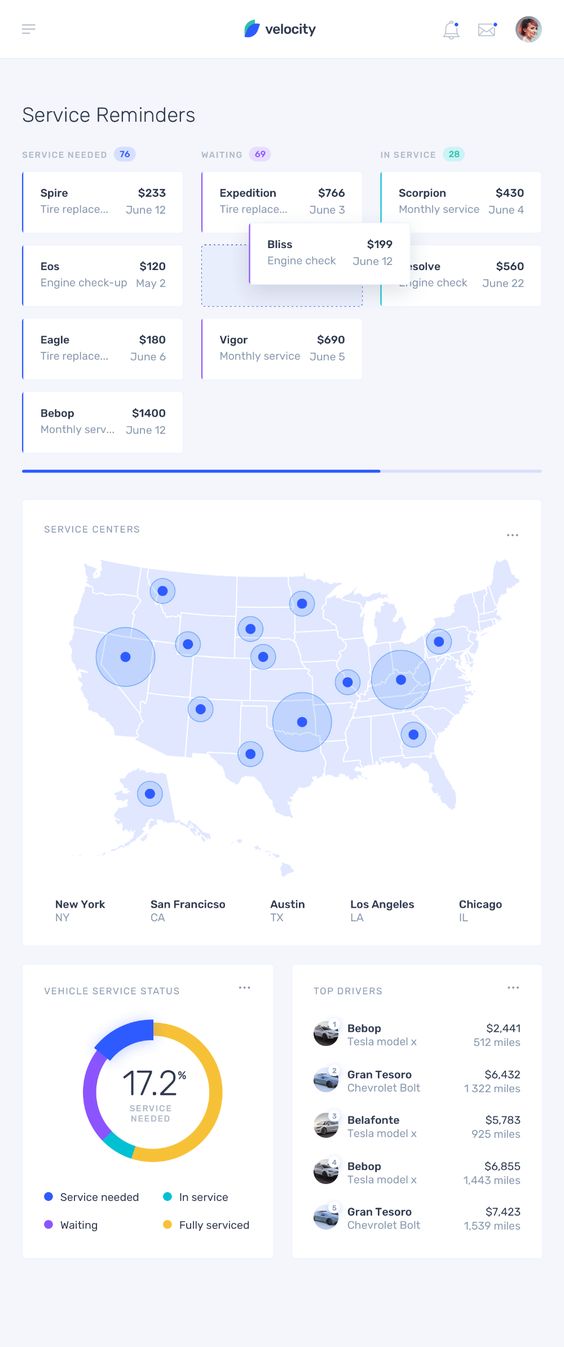 velocity
Service Reminders
SERVICE NEEDED 76
WAITING 69
IN SERVICE 28
Spire $233
Tire replace... June 12
Expedition $766
Tire replace... June 3
Scorpion $430
Monthly service June 4
Bliss $199
Engine check June 12
Eos $120
Engine check-up May 2
esolve $560
Engine check June 22
Eagle $180
Tire replace... June 6
Vigor $690
Monthly service June 5
Bebop $1400
Monthly serv... June 12
SERVICE CENTERS
New York
NY
San Francicso
CA
Austin
TX
Los Angeles
LA
Chicago
IL
VEHICLE SERVICE STATUS
17.2%
SERVICE
NEEDED
Service needed
In service
Waiting
Fully serviced
TOP DRIVERS
1
Bebop $2,441
Tesla model x 512 miles
2
Gran Tesoro $6,432
Chevrolet Bolt 1 322 miles
3
Belafonte $5,783
Tesla model x 925 miles
4
Bebop $6,855
Tesla model x 1,443 miles
5
Gran Tesoro $7,423
Chevrolet Bolt 1,539 miles